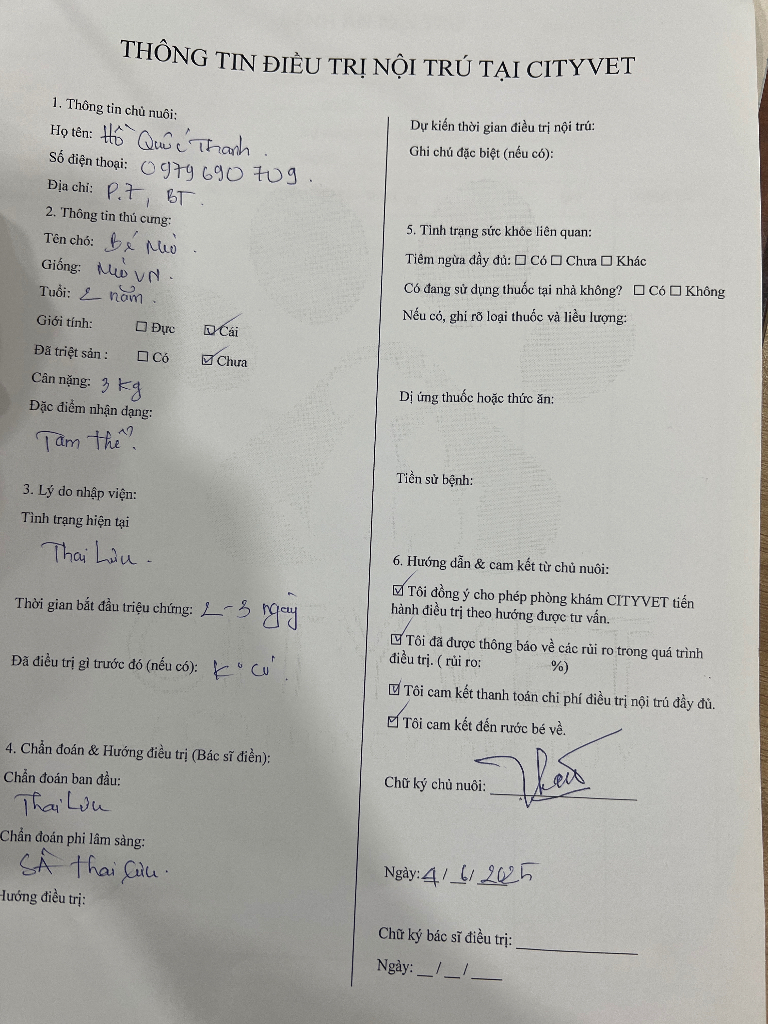 THÔNG TIN ĐIỀU TRỊ NỘI TRÚ TẠI CITYVET
1. Thông tin chủ nuôi:
Họ tên: Hồ Quốc Thanh.
Số điện thoại: 0979 690 709.
Địa chỉ: P.7, BT.
2. Thông tin thú cưng:
Tên chó: Bé Miò.
Giống: Mèo VN.
Tuổi: 2 năm.
Giới tính: ☐ Đực ☑ Cái
Đã triệt sản : ☐ Có ☑ Chưa
Cân nặng: 3 kg
Đặc điểm nhận dạng:
Tam thể.
3. Lý do nhập viện:
Tình trạng hiện tại
Thai Lưu.
Thời gian bắt đầu triệu chứng: 2-3 ngày
Đã điều trị gì trước đó (nếu có): K° có.
4. Chẩn đoán & Hướng điều trị (Bác sĩ điền):
Chẩn đoán ban đầu:
Thai Lưu
Chẩn đoán phi lâm sàng:
SÂ thai Lưu.
Hướng điều trị:
Dự kiến thời gian điều trị nội trú:
Ghi chú đặc biệt (nếu có):
5. Tình trạng sức khỏe liên quan:
Tiêm ngừa đầy đủ: ☐ Có ☐ Chưa ☐ Khác
Có đang sử dụng thuốc tại nhà không? ☐ Có ☐ Không
Nếu có, ghi rõ loại thuốc và liều lượng:
Dị ứng thuốc hoặc thức ăn:
Tiền sử bệnh:
6. Hướng dẫn & cam kết từ chủ nuôi:
☑ Tôi đồng ý cho phép phòng khám CITYVET tiến
hành điều trị theo hướng được tư vấn.
☑ Tôi đã được thông báo về các rủi ro trong quá trình
điều trị. ( rủi ro: %)
☑ Tôi cam kết thanh toán chi phí điều trị nội trú đầy đủ.
☑ Tôi cam kết đến rước bé về.
Chữ ký chủ nuôi:
Ngày: 4 / 6 / 2025
Chữ ký bác sĩ điều trị: ___
Ngày: __ / __ / ___